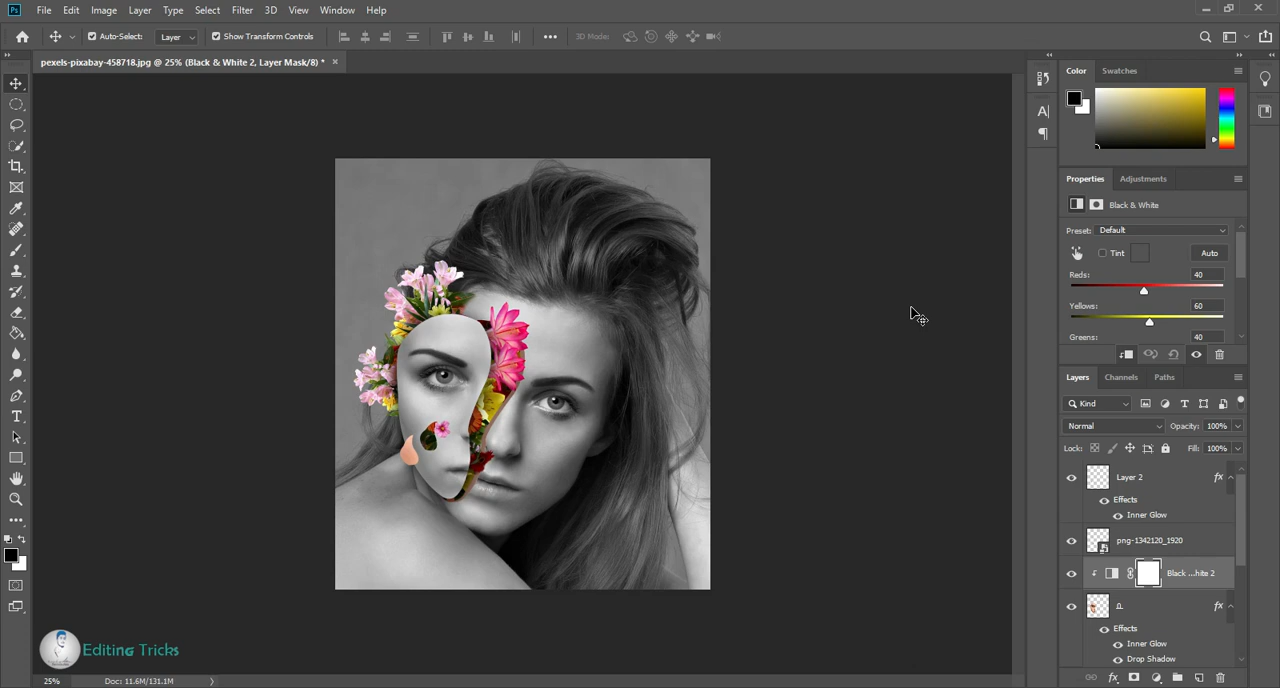 Ps File Edit Image Layer Type Select Filter 3D View Window Help
Auto-Select: Layer Show Transform Controls 3D Mode:
pexels-pixabay-458718.jpg @ 25% (Black & White 2, Layer Mask/8) * ×
Color Swatches
Properties Adjustments
Black & White
Preset: Default
Tint Auto
Reds: 40
Yellows: 60
Greens: 40
Layers Channels Paths
Kind
Normal Opacity: 100%
Lock: Fill: 100%
Layer 2 fx
Effects
Inner Glow
png-1342120_1920
Black ...hite 2
fx
Effects
Inner Glow
Drop Shadow
Editing Tricks
25% Doc: 11.6M/131.1M